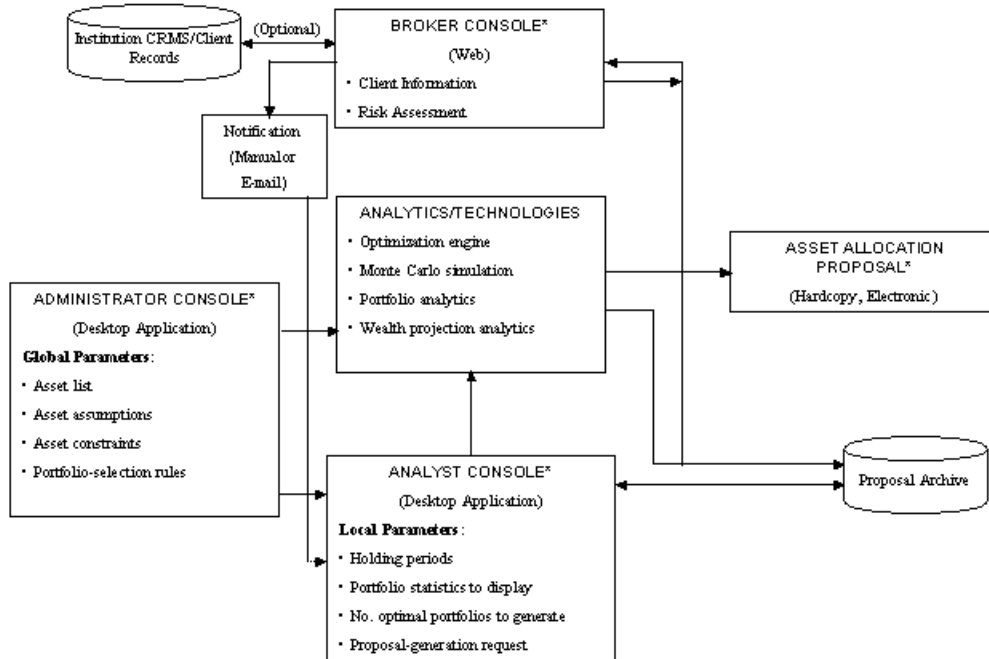 Institution CRMS/Client
Records
(Optional)
BROKER CONSOLE*
(Web)
· Client Information
· Risk Assessment
Notification
(Manualor
E-mail)
ANALYTICS/TECHNOLOGIES
· Optimization engine
· Monte Carlo simulation
· Portfolio analytics
· Wealth projection analytics
ASSET ALLOCATION
PROPOSAL*
(Hardcopy, Electronic)
ADMINISTRATOR CONSOLE*
(Desktop Application)
Global Parameters:
· Asset list
· Asset assumptions
· Asset constraints
· Portfolio-selection rules
ANALYST CONSOLE*
(Desktop Application)
Local Parameters:
· Holding periods
· Portfolio statistics to display
· No. optimal portfolios to generate
· Proposal-generation request
Proposal Archive